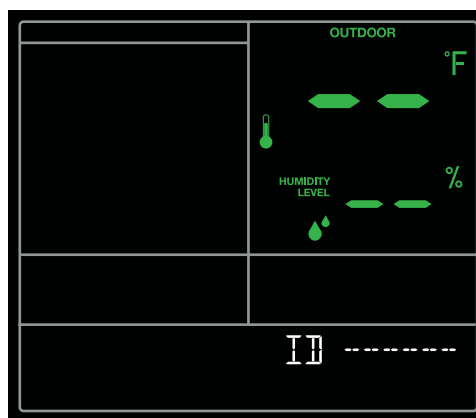 OUTDOOR
°F
-- 
%
HUMIDITY
LEVEL
--
ID -------